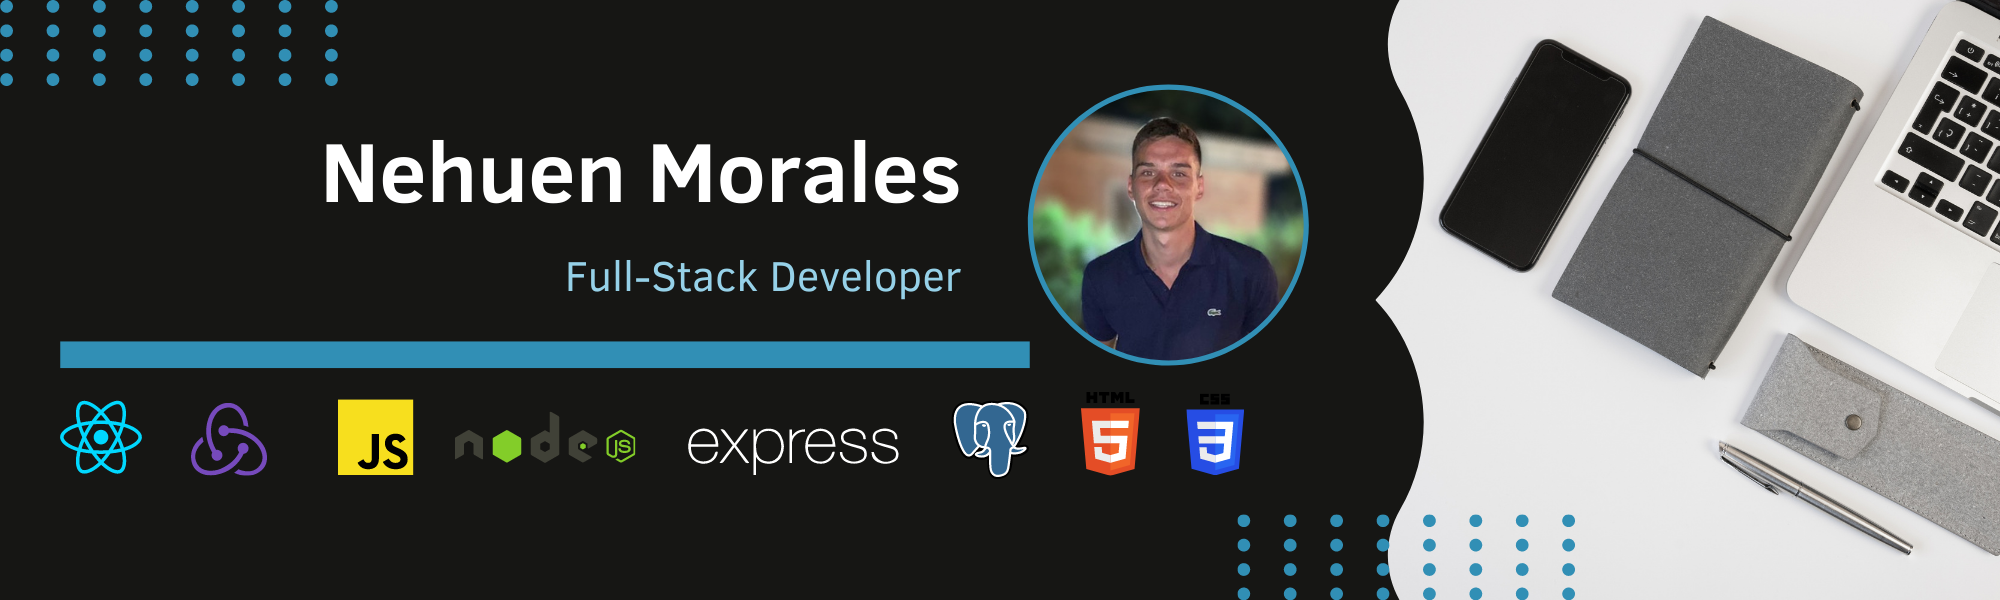 Nehuen Morales
Full-Stack Developer
JS
node
JS
express
HTML
5
CSS
3